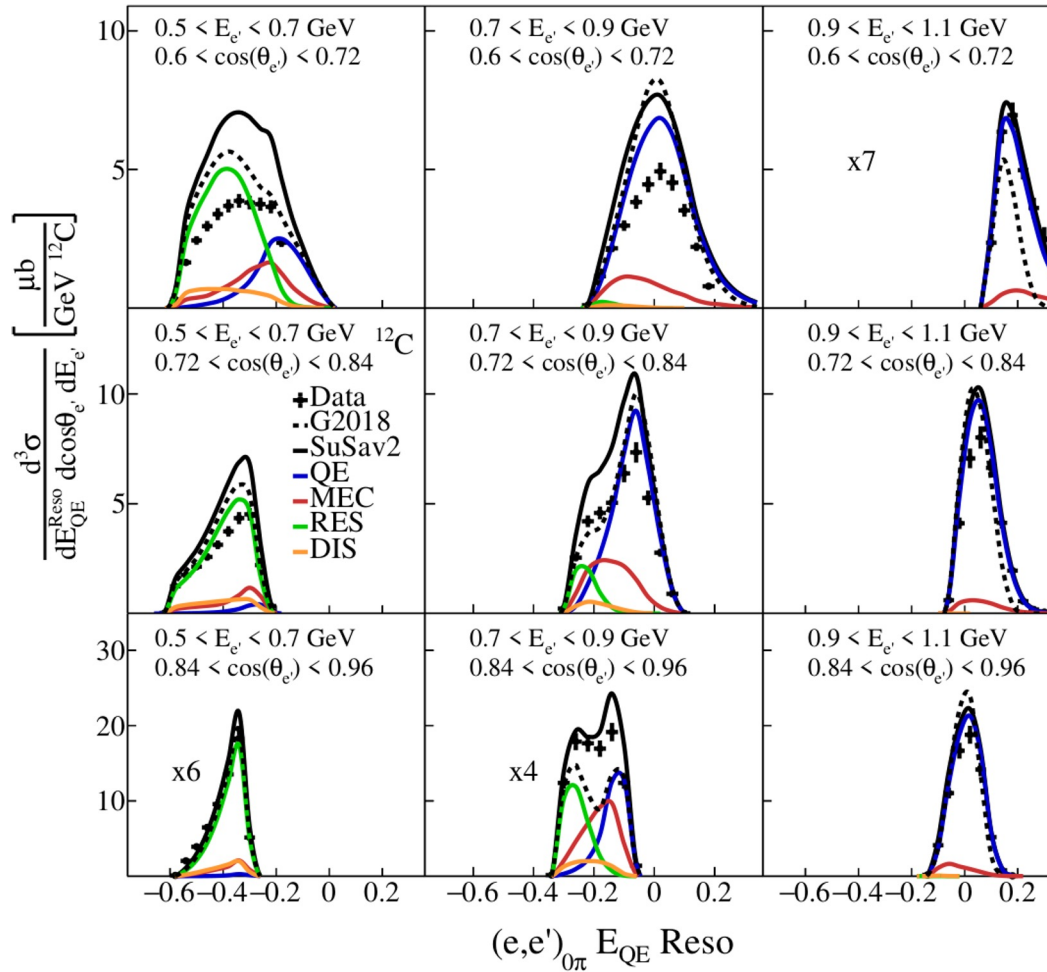 10
0.5 < E_e' < 0.7 GeV
0.6 < cos(θ_e') < 0.72
0.7 < E_e' < 0.9 GeV
0.6 < cos(θ_e') < 0.72
0.9 < E_e' < 1.1 GeV
0.6 < cos(θ_e') < 0.72
x7
5
d³σ
dE_QE^Reso dcosθ_e' dE_e'
[μb
GeV ¹²C]
0.5 < E_e' < 0.7 GeV ¹²C
0.72 < cos(θ_e') < 0.84
0.7 < E_e' < 0.9 GeV
0.72 < cos(θ_e') < 0.84
0.9 < E_e' < 1.1 GeV
0.72 < cos(θ_e') < 0.84
10
5
Data
G2018
SuSav2
QE
MEC
RES
DIS
30
20
10
0.5 < E_e' < 0.7 GeV
0.84 < cos(θ_e') < 0.96
x6
0.7 < E_e' < 0.9 GeV
0.84 < cos(θ_e') < 0.96
x4
0.9 < E_e' < 1.1 GeV
0.84 < cos(θ_e') < 0.96
−0.6 −0.4 −0.2 0 0.2
−0.6 −0.4 −0.2 0 0.2
−0.6 −0.4 −0.2 0 0.2
(e,e')_0π E_QE Reso